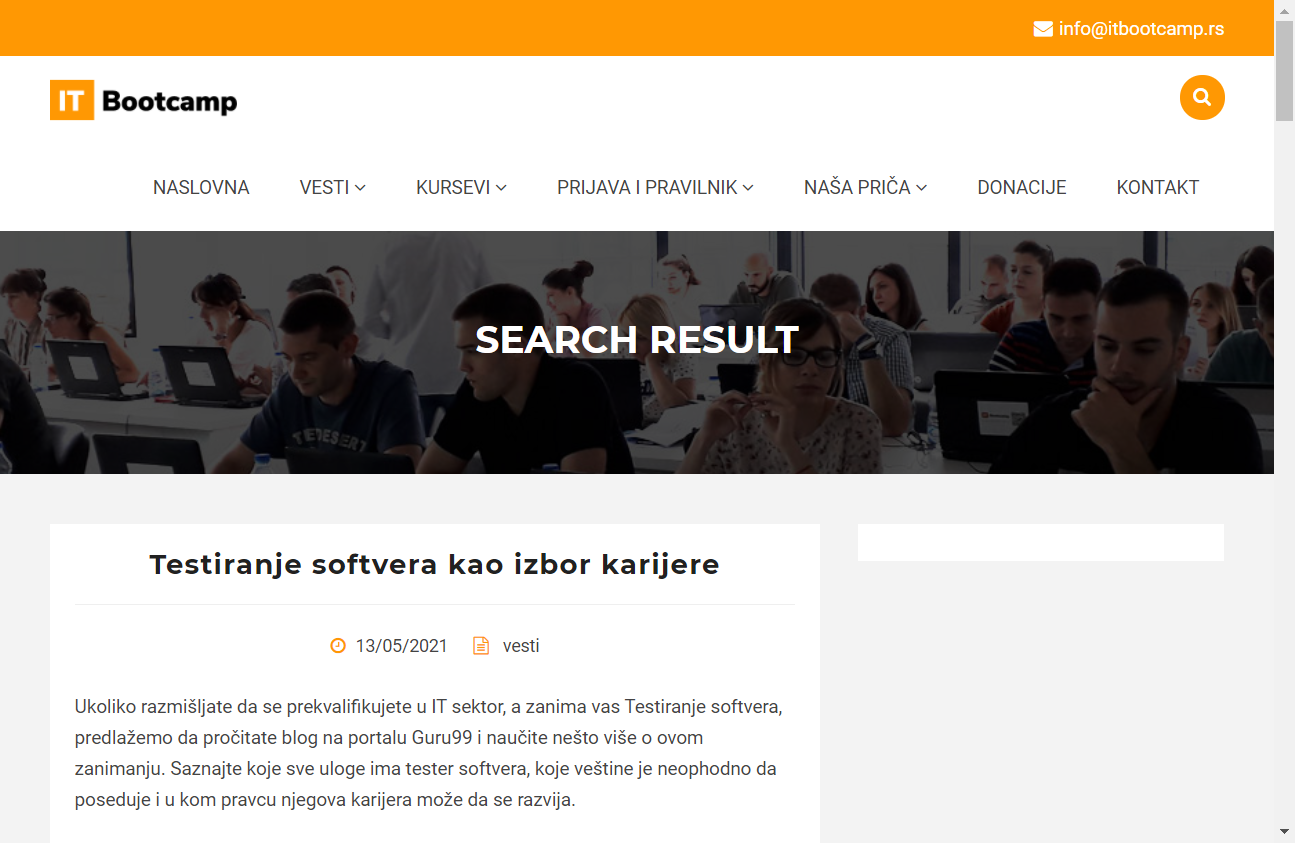 info@itbootcamp.rs
IT Bootcamp
NASLOVNA VESTI KURSEVI PRIJAVA I PRAVILNIK NAŠA PRIČA DONACIJE KONTAKT
SEARCH RESULT
TEDESERT
Testiranje softvera kao izbor karijere
13/05/2021 vesti
Ukoliko razmišljate da se prekvalifikujete u IT sektor, a zanima vas Testiranje softvera,
predlažemo da pročitate blog na portalu Guru99 i naučite nešto više o ovom
zanimanju. Saznajte koje sve uloge ima tester softvera, koje veštine je neophodno da
poseduje i u kom pravcu njegova karijera može da se razvija.